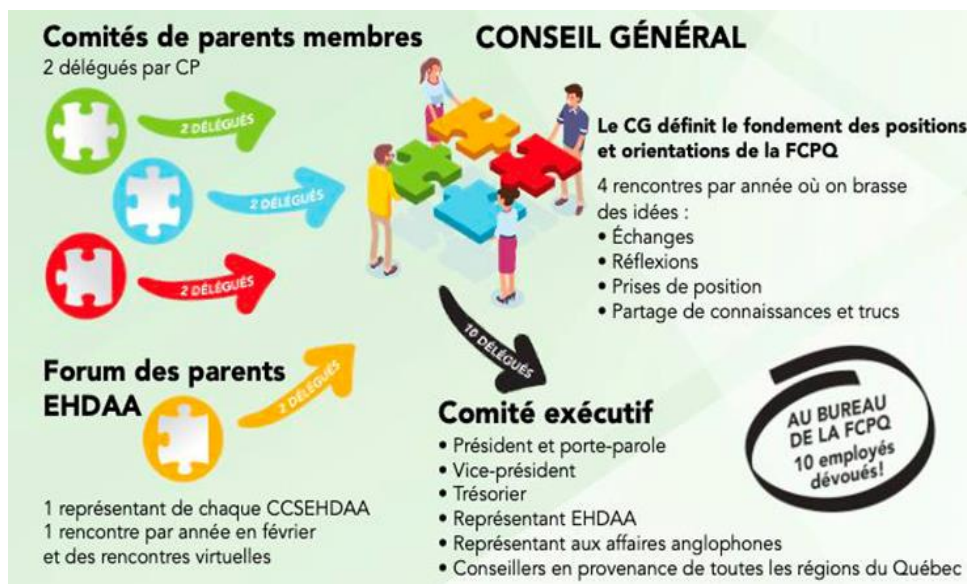 Comités de parents membres
2 délégués par CP
2 DÉLÉGUÉS
2 DÉLÉGUÉS
2 DÉLÉGUÉS
Forum des parents
EHDAA
2 DÉLÉGUÉS
1 représentant de chaque CCSEHDAA
1 rencontre par année en février
et des rencontres virtuelles
CONSEIL GÉNÉRAL
Le CG définit le fondement des positions
et orientations de la FCPQ
4 rencontres par année où on brasse
des idées :
• Échanges
• Réflexions
• Prises de position
• Partage de connaissances et trucs
10 DÉLÉGUÉS
Comité exécutif
• Président et porte-parole
• Vice-président
• Trésorier
• Représentant EHDAA
• Représentant aux affaires anglophones
• Conseillers en provenance de toutes les régions du Québec
AU BUREAU
DE LA FCPQ
10 employés
dévoués!